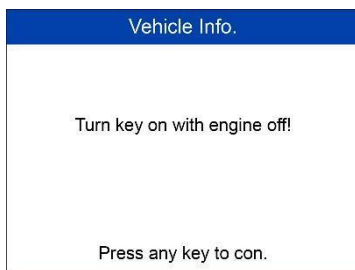 Vehicle Info.
Turn key on with engine off!
Press any key to con.